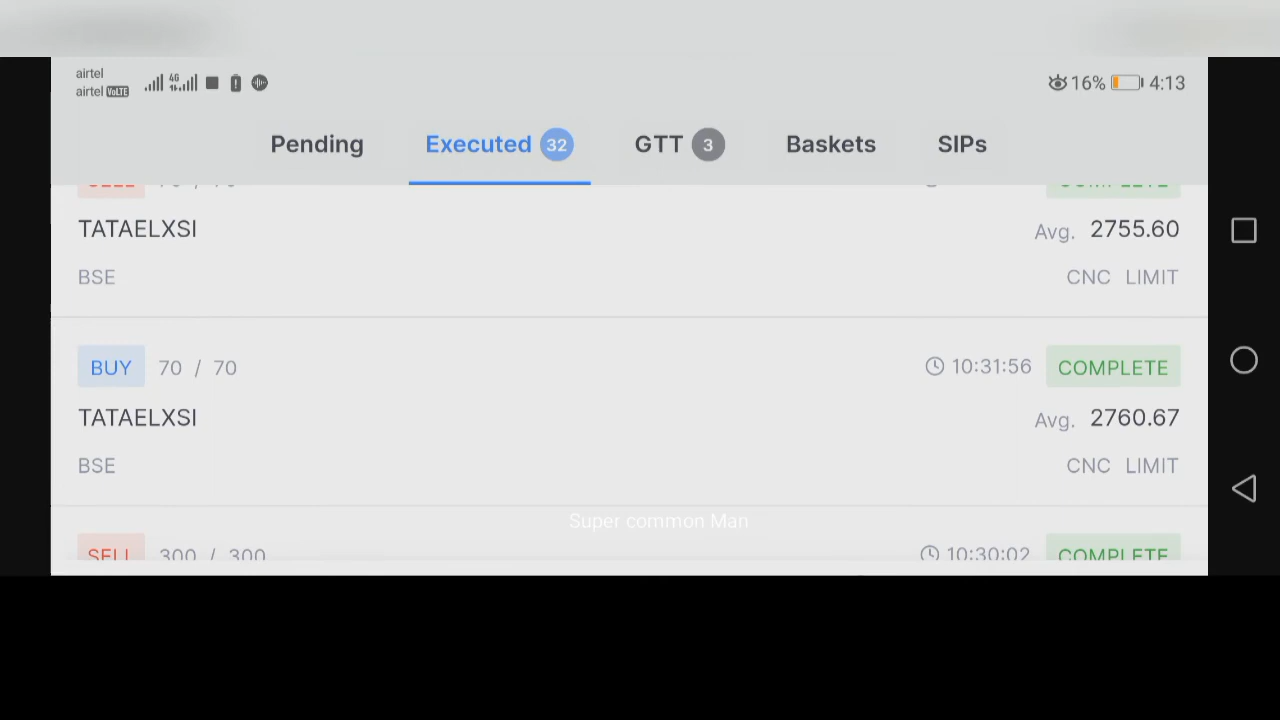 airtel
airtel VoLTE 4G 16% 4:13
Pending Executed 32 GTT 3 Baskets SIPs
TATAELXSI Avg. 2755.60
BSE CNC LIMIT
BUY 70 / 70 10:31:56 COMPLETE
TATAELXSI Avg. 2760.67
BSE CNC LIMIT
Super common Man
SELL 300 / 300 10:30:02 COMPLETE